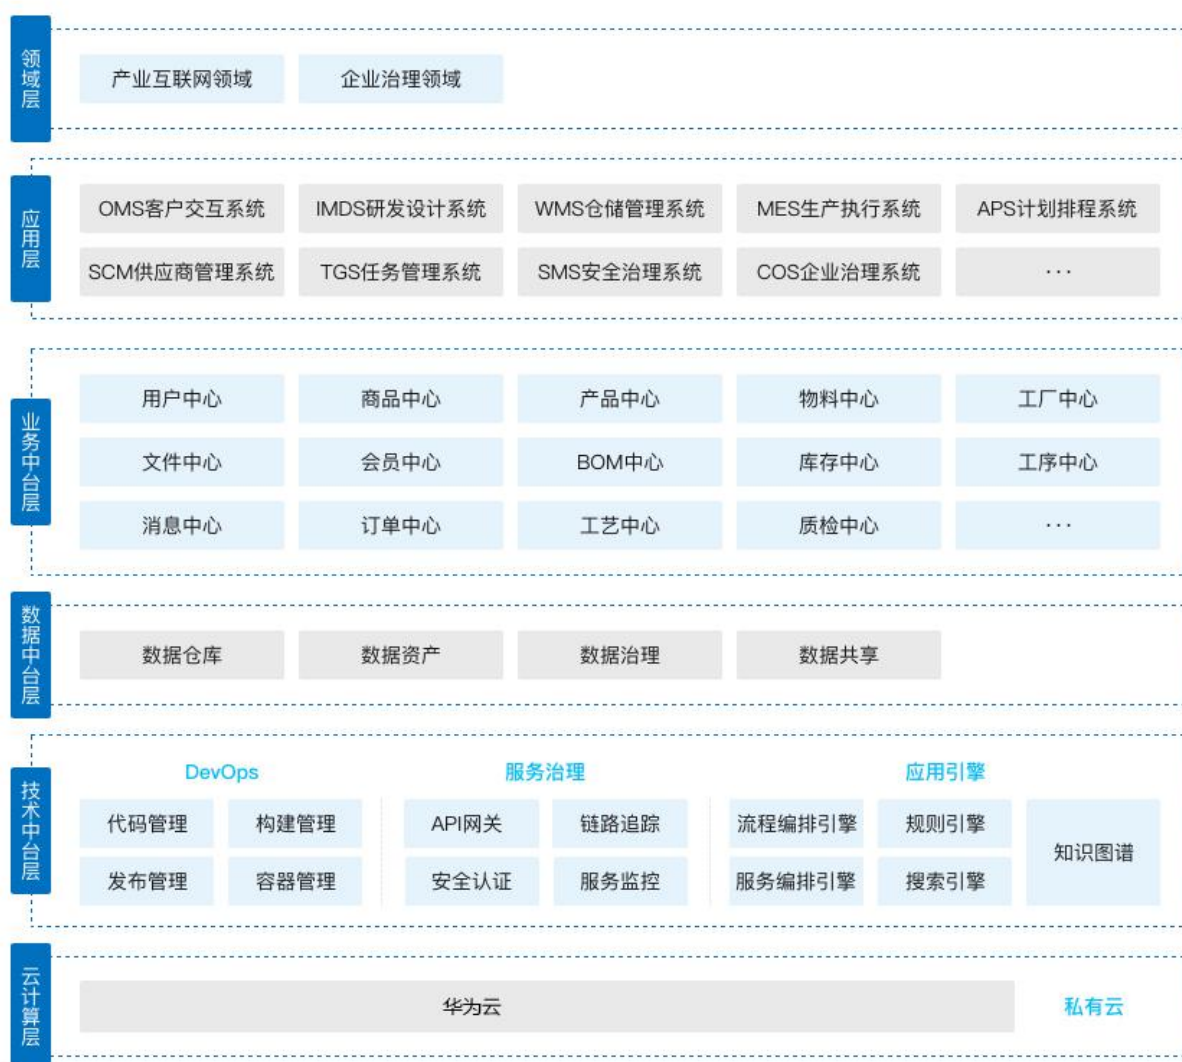 领域层
产业互联网领域 企业治理领域
应用层
OMS客户交互系统 IMDS研发设计系统 WMS仓储管理系统 MES生产执行系统 APS计划排程系统
SCM供应商管理系统 TGS任务管理系统 SMS安全治理系统 COS企业治理系统 ···
业务中台层
用户中心 商品中心 产品中心 物料中心 工厂中心
文件中心 会员中心 BOM中心 库存中心 工序中心
消息中心 订单中心 工艺中心 质检中心 ···
数据中台层
数据仓库 数据资产 数据治理 数据共享
技术中台层
DevOps 服务治理 应用引擎
代码管理 构建管理 API网关 链路追踪 流程编排引擎 规则引擎 知识图谱
发布管理 容器管理 安全认证 服务监控 服务编排引擎 搜索引擎
云计算层
华为云 私有云